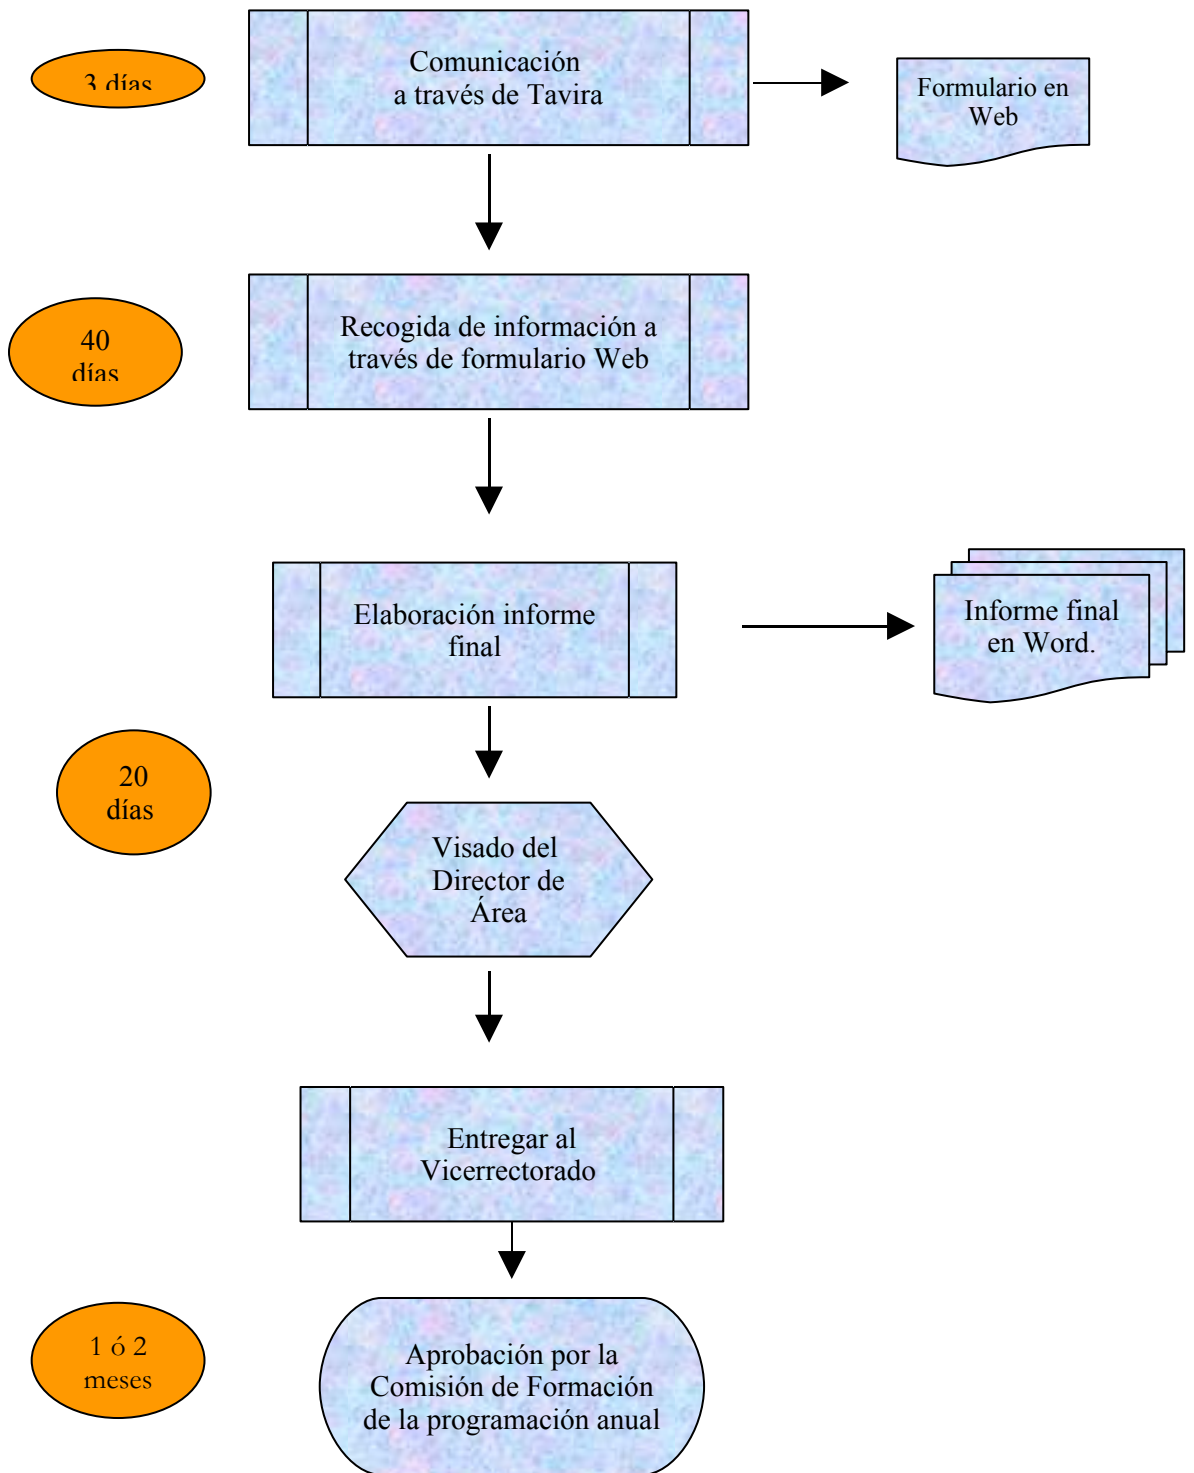 3 días
Comunicación
a través de Tavira
Formulario en
Web
40
días
Recogida de información a
través de formulario Web
Elaboración informe
final
Informe final
en Word.
20
días
Visado del
Director de
Área
Entregar al
Vicerrectorado
1 ó 2
meses
Aprobación por la
Comisión de Formación
de la programación anual